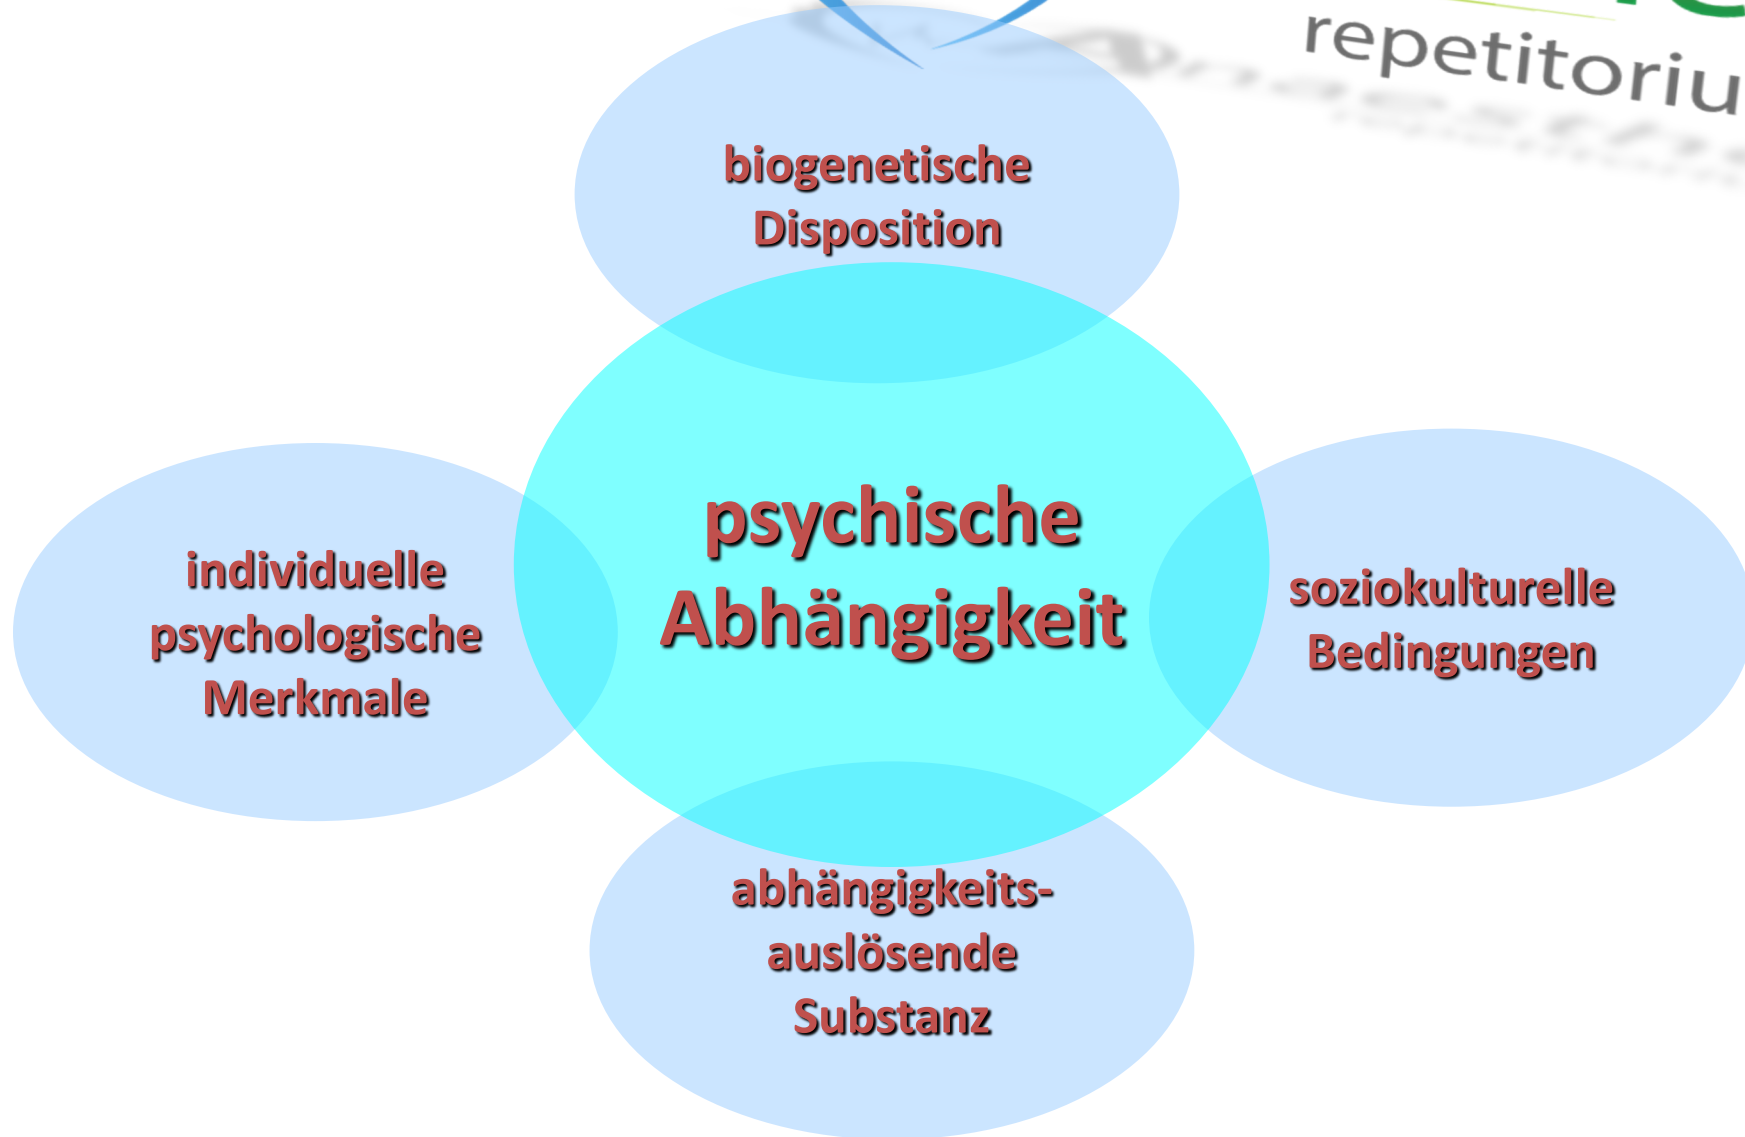 repetitoriu
biogenetische
Disposition
psychische
Abhängigkeit
individuelle
psychologische
Merkmale
soziokulturelle
Bedingungen
abhängigkeits-
auslösende
Substanz